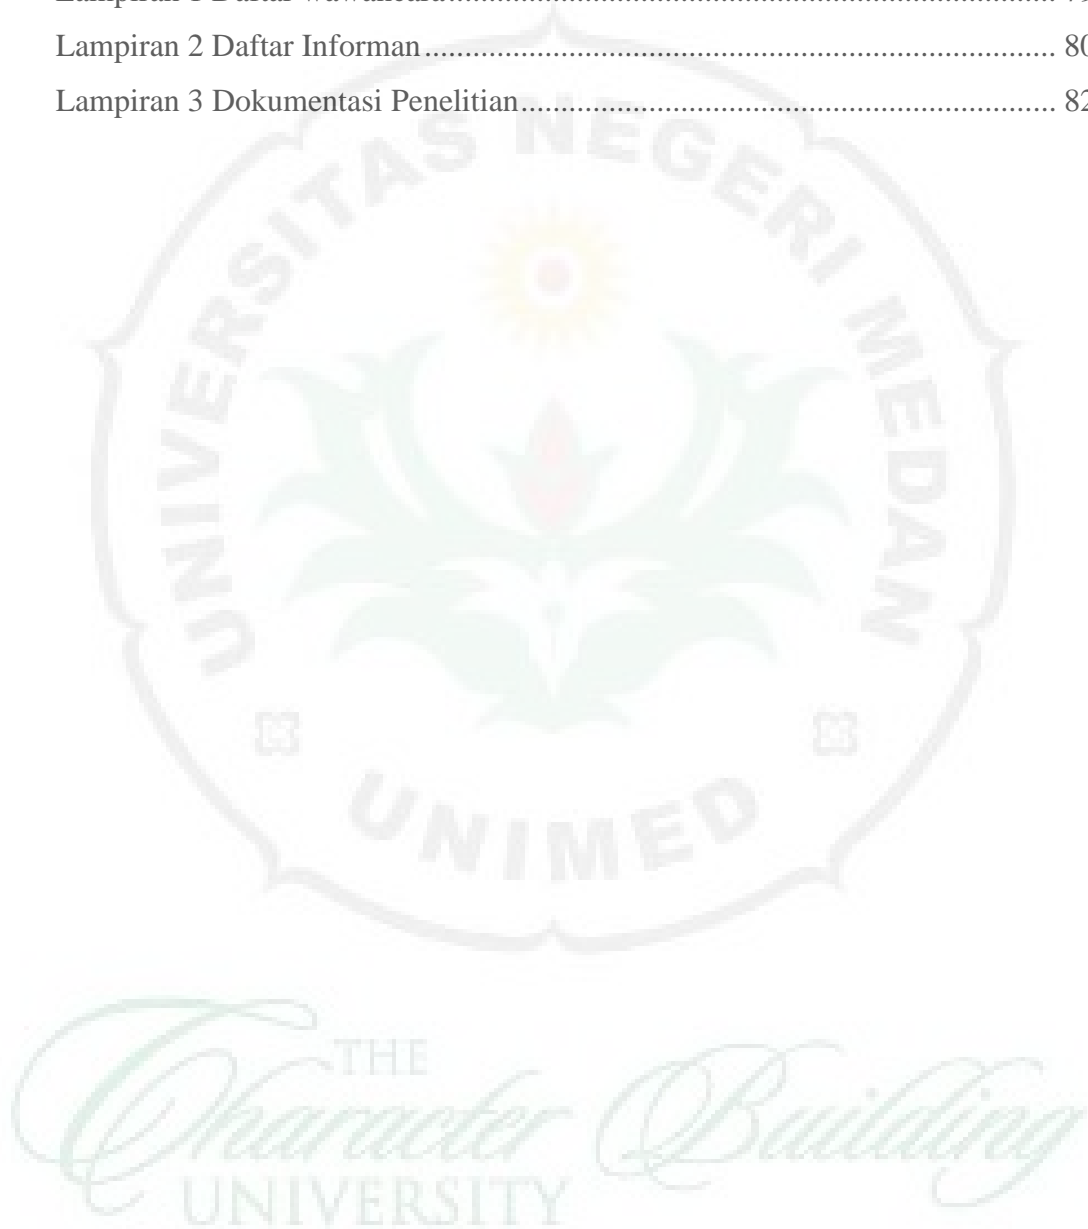 Lampiran 2 Daftar Informan........................................................................... 80
Lampiran 3 Dokumentasi Penelitian............................................................... 82
UNIVERSITAS NEGERI MEDAN
UNIMED
THE
Character Building
UNIVERSITY